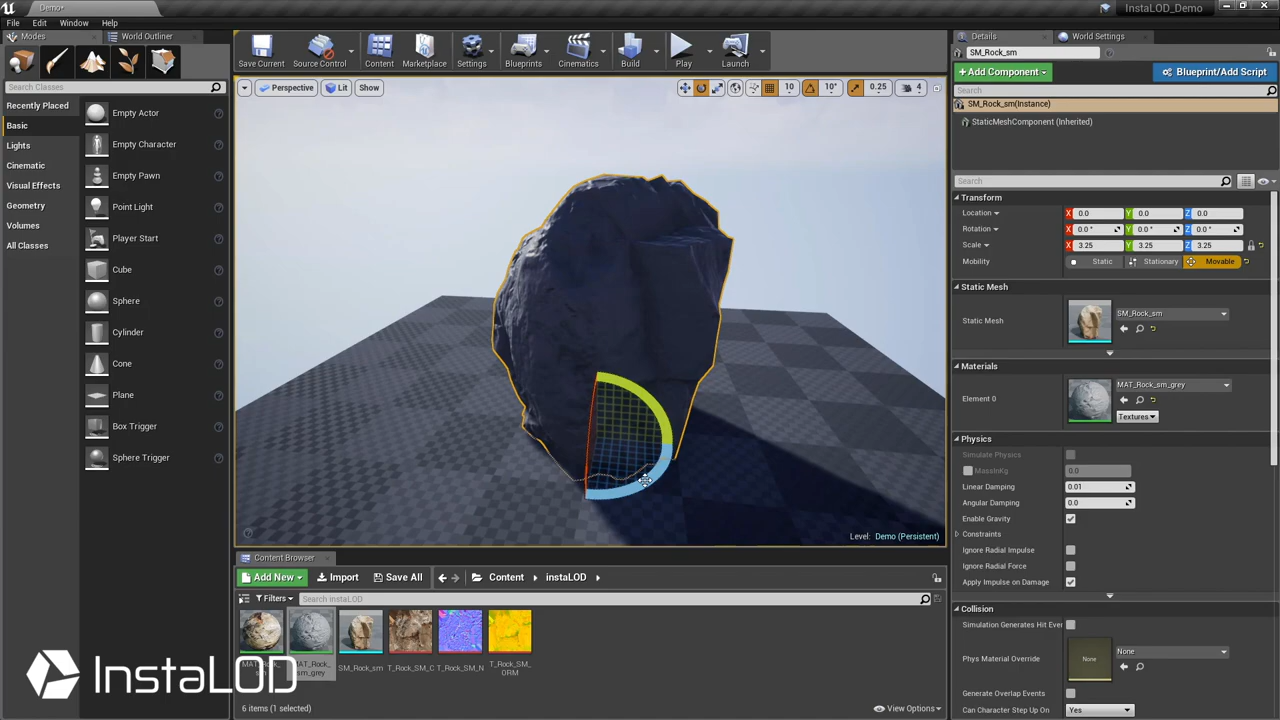 Demo*
InstaLOD_Demo
File Edit Window Help
Modes
World Outliner
Search Classes
Recently Placed
Basic
Lights
Cinematic
Visual Effects
Geometry
Volumes
All Classes
Empty Actor
Empty Character
Empty Pawn
Point Light
Player Start
Cube
Sphere
Cylinder
Cone
Plane
Box Trigger
Sphere Trigger
Save Current
Source Control
Content
Marketplace
Settings
Blueprints
Cinematics
Build
Play
Launch
Perspective
Lit
Show
10
10°
0.25
4
Level: Demo (Persistent)
Content Browser
Add New
Import
Save All
Content
instaLOD
Filters
Search instaLOD
MAT_Rock_
MAT_Rock_
sm_grey
SM_Rock_sm
T_Rock_SM_C
T_Rock_SM_N
T_Rock_SM_
ORM
6 items (1 selected)
View Options
InstaLOD
Details
World Settings
SM_Rock_sm
+Add Component
Blueprint/Add Script
Search
SM_Rock_sm(Instance)
StaticMeshComponent (Inherited)
Search
Transform
Location X 0.0 Y 0.0 Z 0.0
Rotation X 0.0 ° Y 0.0 ° Z 0.0 °
Scale X 3.25 Y 3.25 Z 3.25
Mobility Static Stationary Movable
Static Mesh
Static Mesh
SM_Rock_sm
Materials
Element 0
MAT_Rock_sm_grey
Textures
Physics
Simulate Physics
MassInKg 0.0
Linear Damping 0.01
Angular Damping 0.0
Enable Gravity
Constraints
Ignore Radial Impulse
Ignore Radial Force
Apply Impulse on Damage
Collision
Simulation Generates Hit Ever
Phys Material Override
None
None
Generate Overlap Events
Can Character Step Up On Yes